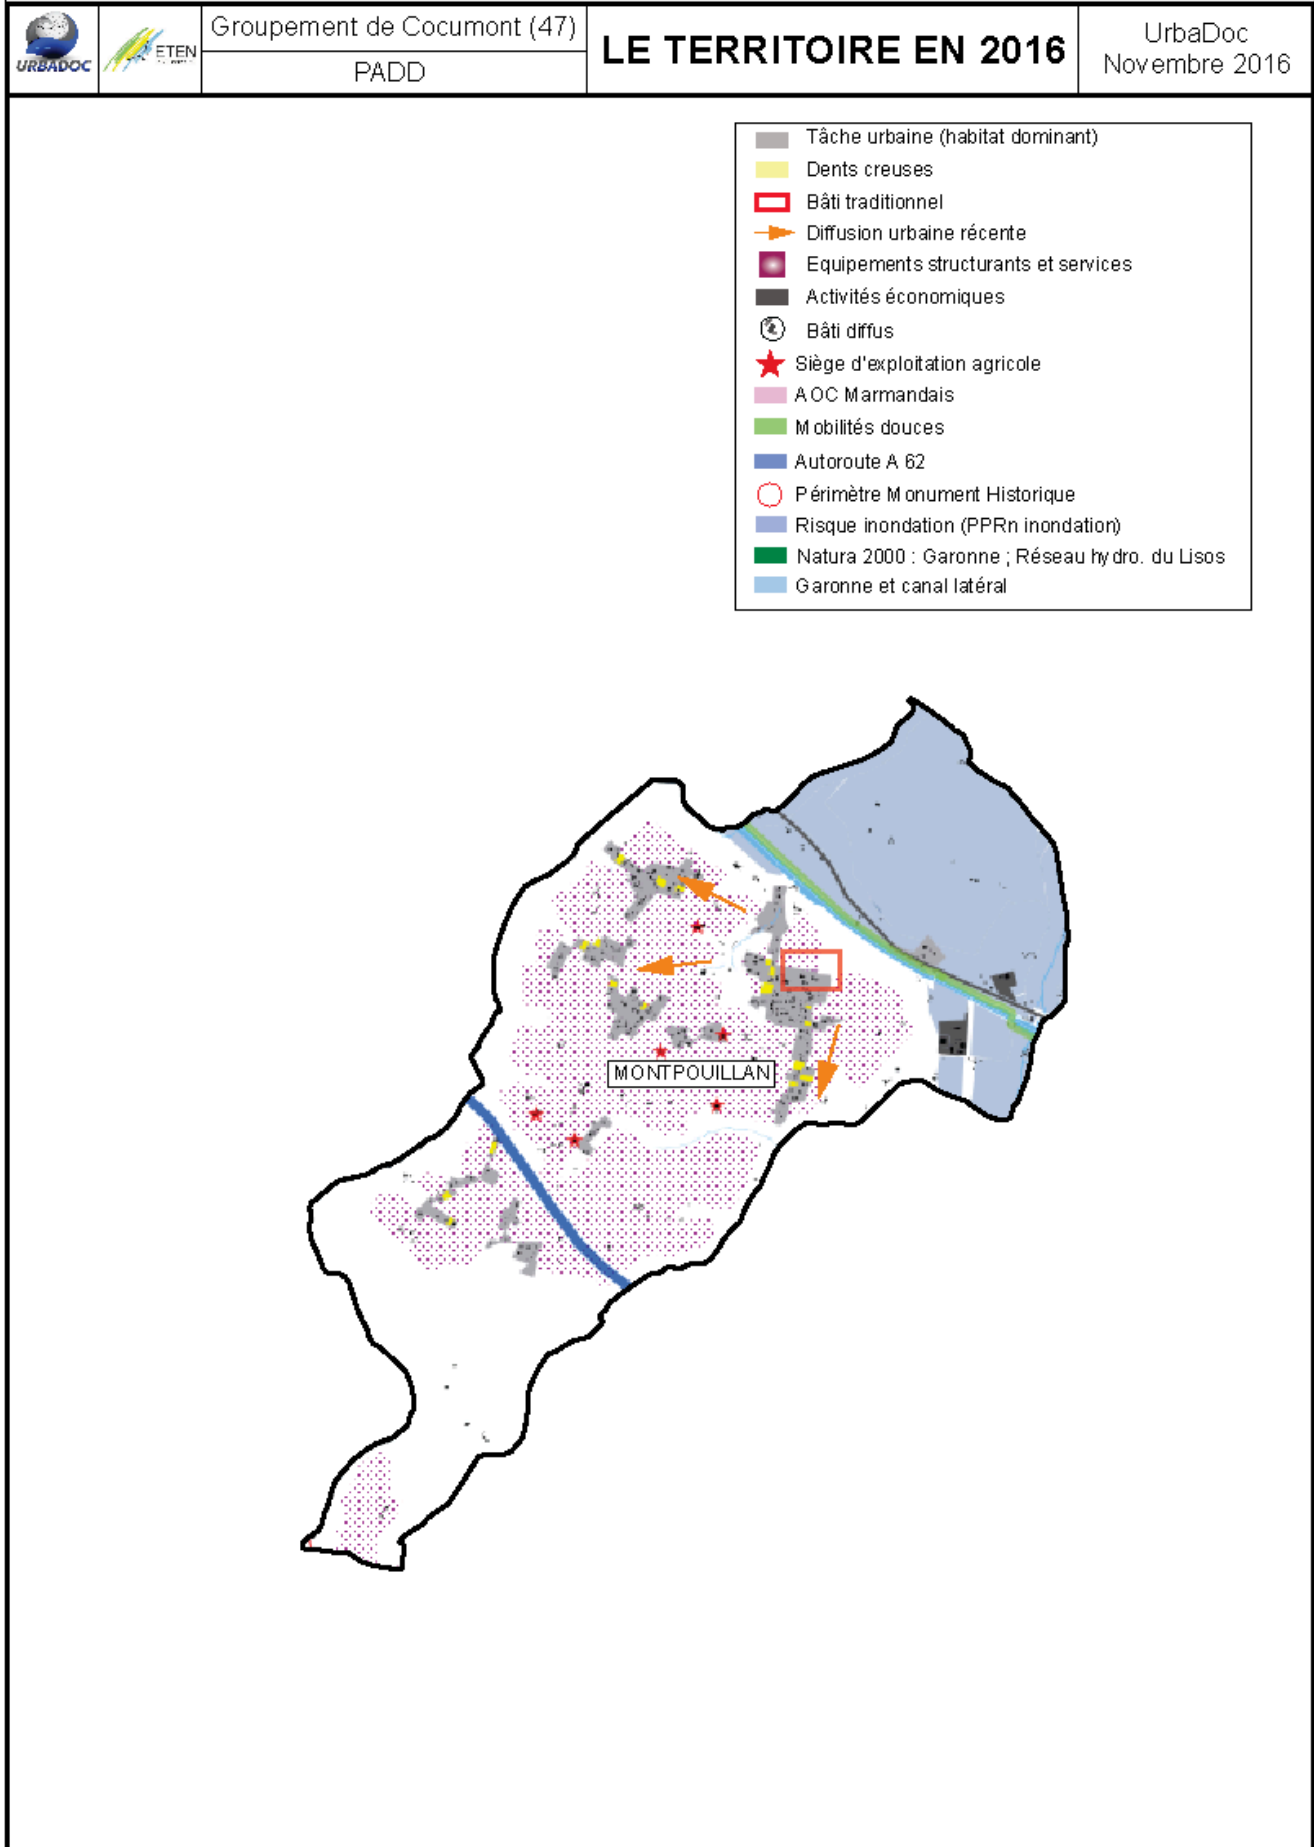 URBADOC
ETEN
Groupement de Cocumont (47)
PADD
LE TERRITOIRE EN 2016
UrbaDoc
Novembre 2016
Tâche urbaine (habitat dominant)
Dents creuses
Bâti traditionnel
Diffusion urbaine récente
Equipements structurants et services
Activités économiques
Bâti diffus
Siège d'exploitation agricole
AOC Marmandais
Mobilités douces
Autoroute A 62
Périmètre Monument Historique
Risque inondation (PPRn inondation)
Natura 2000 : Garonne ; Réseau hydro. du Lisos
Garonne et canal latéral
MONTPOUILLAN